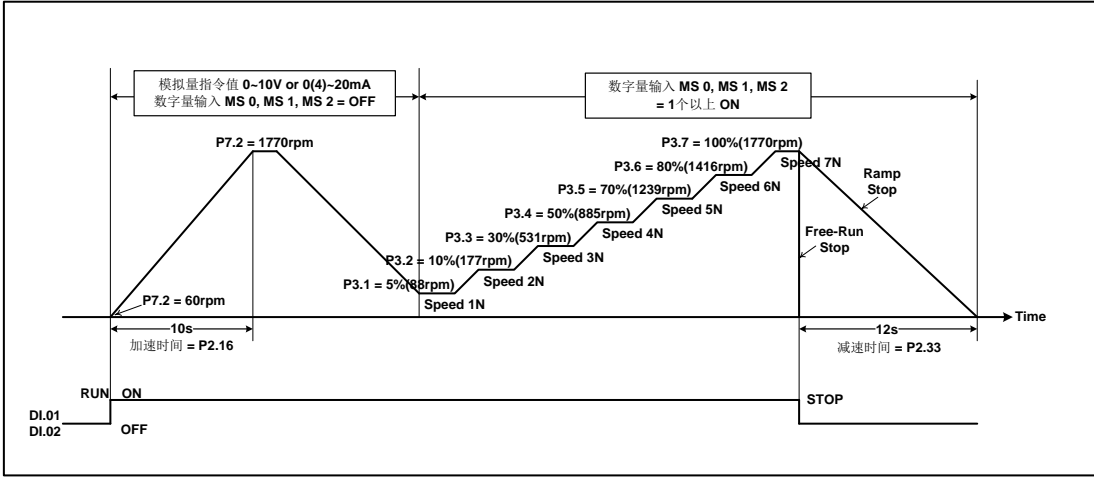 模拟量指令值 0~10V or 0(4)~20mA
数字量输入 MS 0, MS 1, MS 2 = OFF
数字量输入 MS 0, MS 1, MS 2
= 1个以上 ON
P7.2 = 1770rpm
P3.7 = 100%(1770rpm)
Speed 7N
P3.6 = 80%(1416rpm)
Speed 6N
P3.5 = 70%(1239rpm)
Speed 5N
P3.4 = 50%(885rpm)
Speed 4N
P3.3 = 30%(531rpm)
Speed 3N
P3.2 = 10%(177rpm)
Speed 2N
P3.1 = 5%(88rpm)
Speed 1N
Ramp
Stop
Free-Run
Stop
P7.2 = 60rpm
Time
10s
加速时间 = P2.16
12s
减速时间 = P2.33
RUN
ON
STOP
DI.01
DI.02
OFF